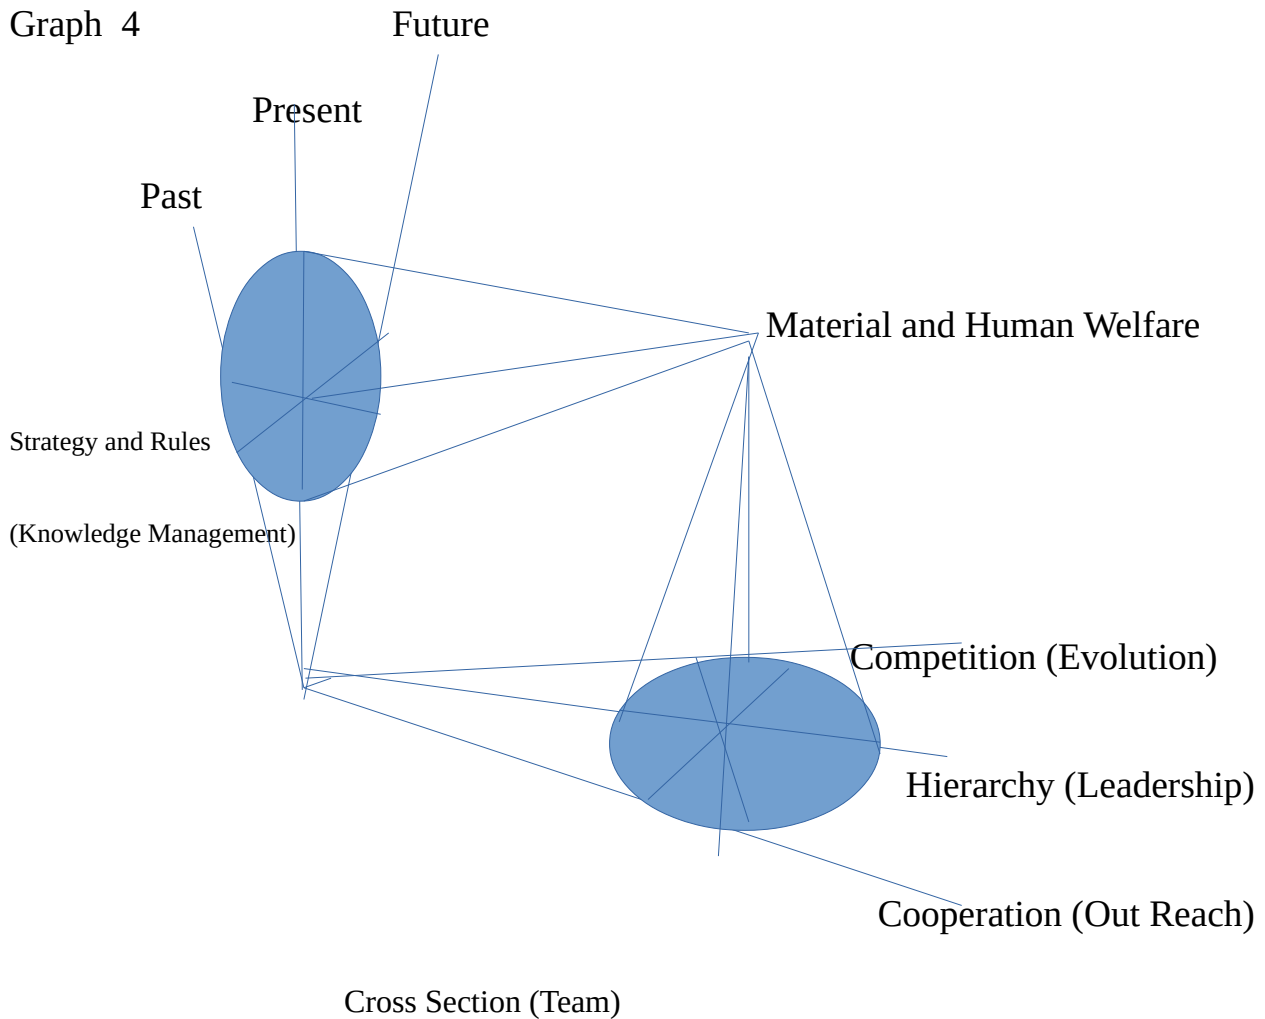 Graph 4
Future
Present
Past
Material and Human Welfare
Strategy and Rules
(Knowledge Management)
Competition (Evolution)
Hierarchy (Leadership)
Cooperation (Out Reach)
Cross Section (Team)